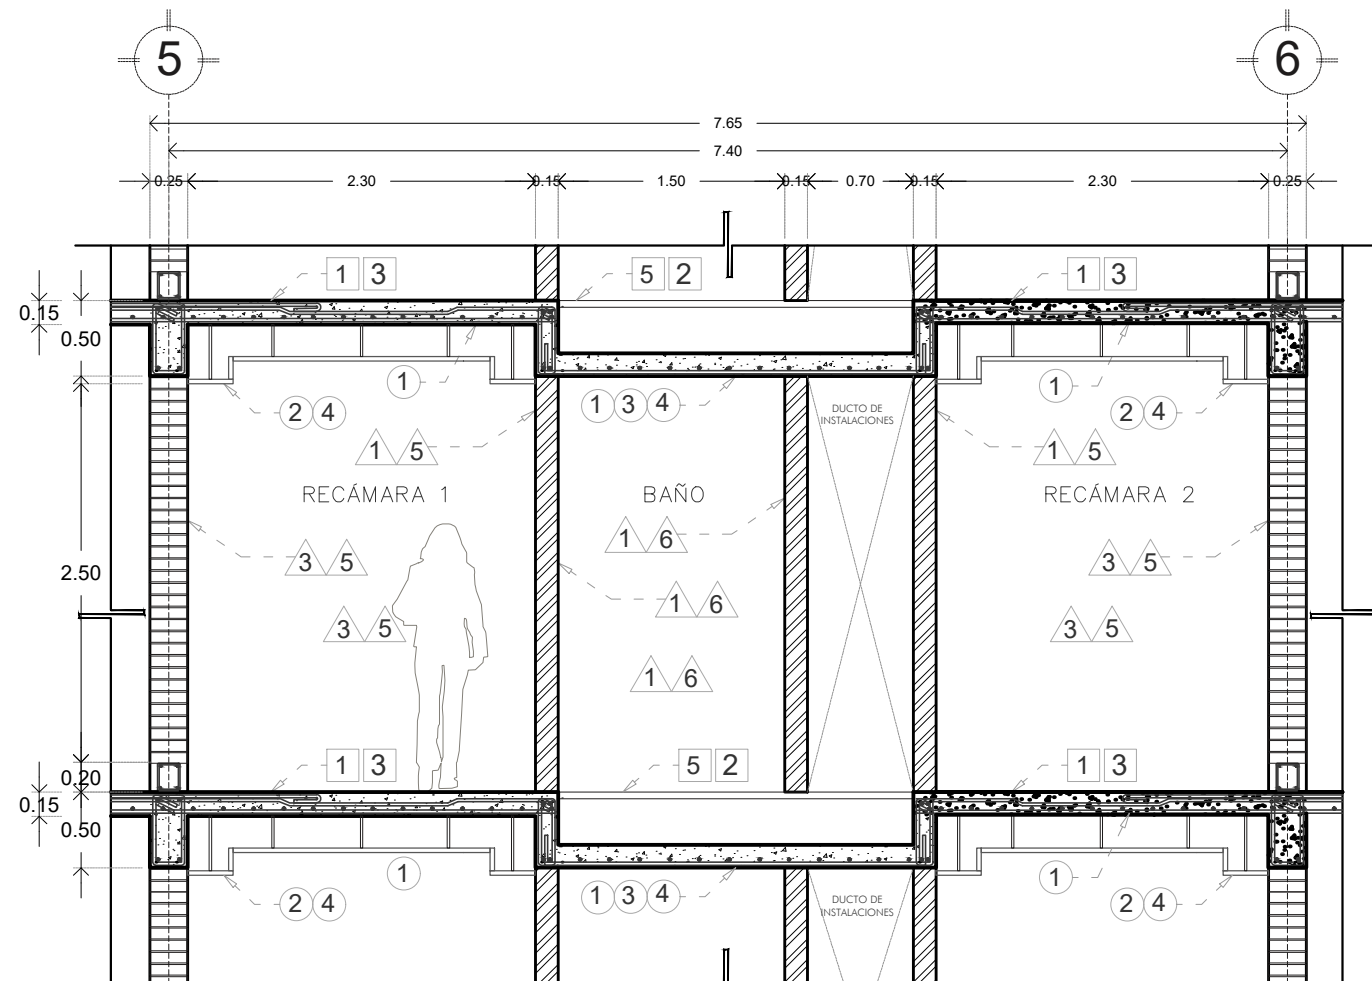 5 6
7.65
7.40
0.25 2.30 0.15 1.50 0.15 0.70 0.15 2.30 0.25
1 3 5 2 1 3
0.15
0.50
1 1
2 4 1 3 4 DUCTO DE 2 4
INSTALACIONES
1 5 1 5
RECÁMARA 1 BAÑO RECÁMARA 2
1 6
3 5 3 5
2.50
1 6
3 5 3 5
1 6
1 3 5 2 1 3
0.20
0.15
0.50
1 1
2 4 1 3 4 DUCTO DE 2 4
INSTALACIONES